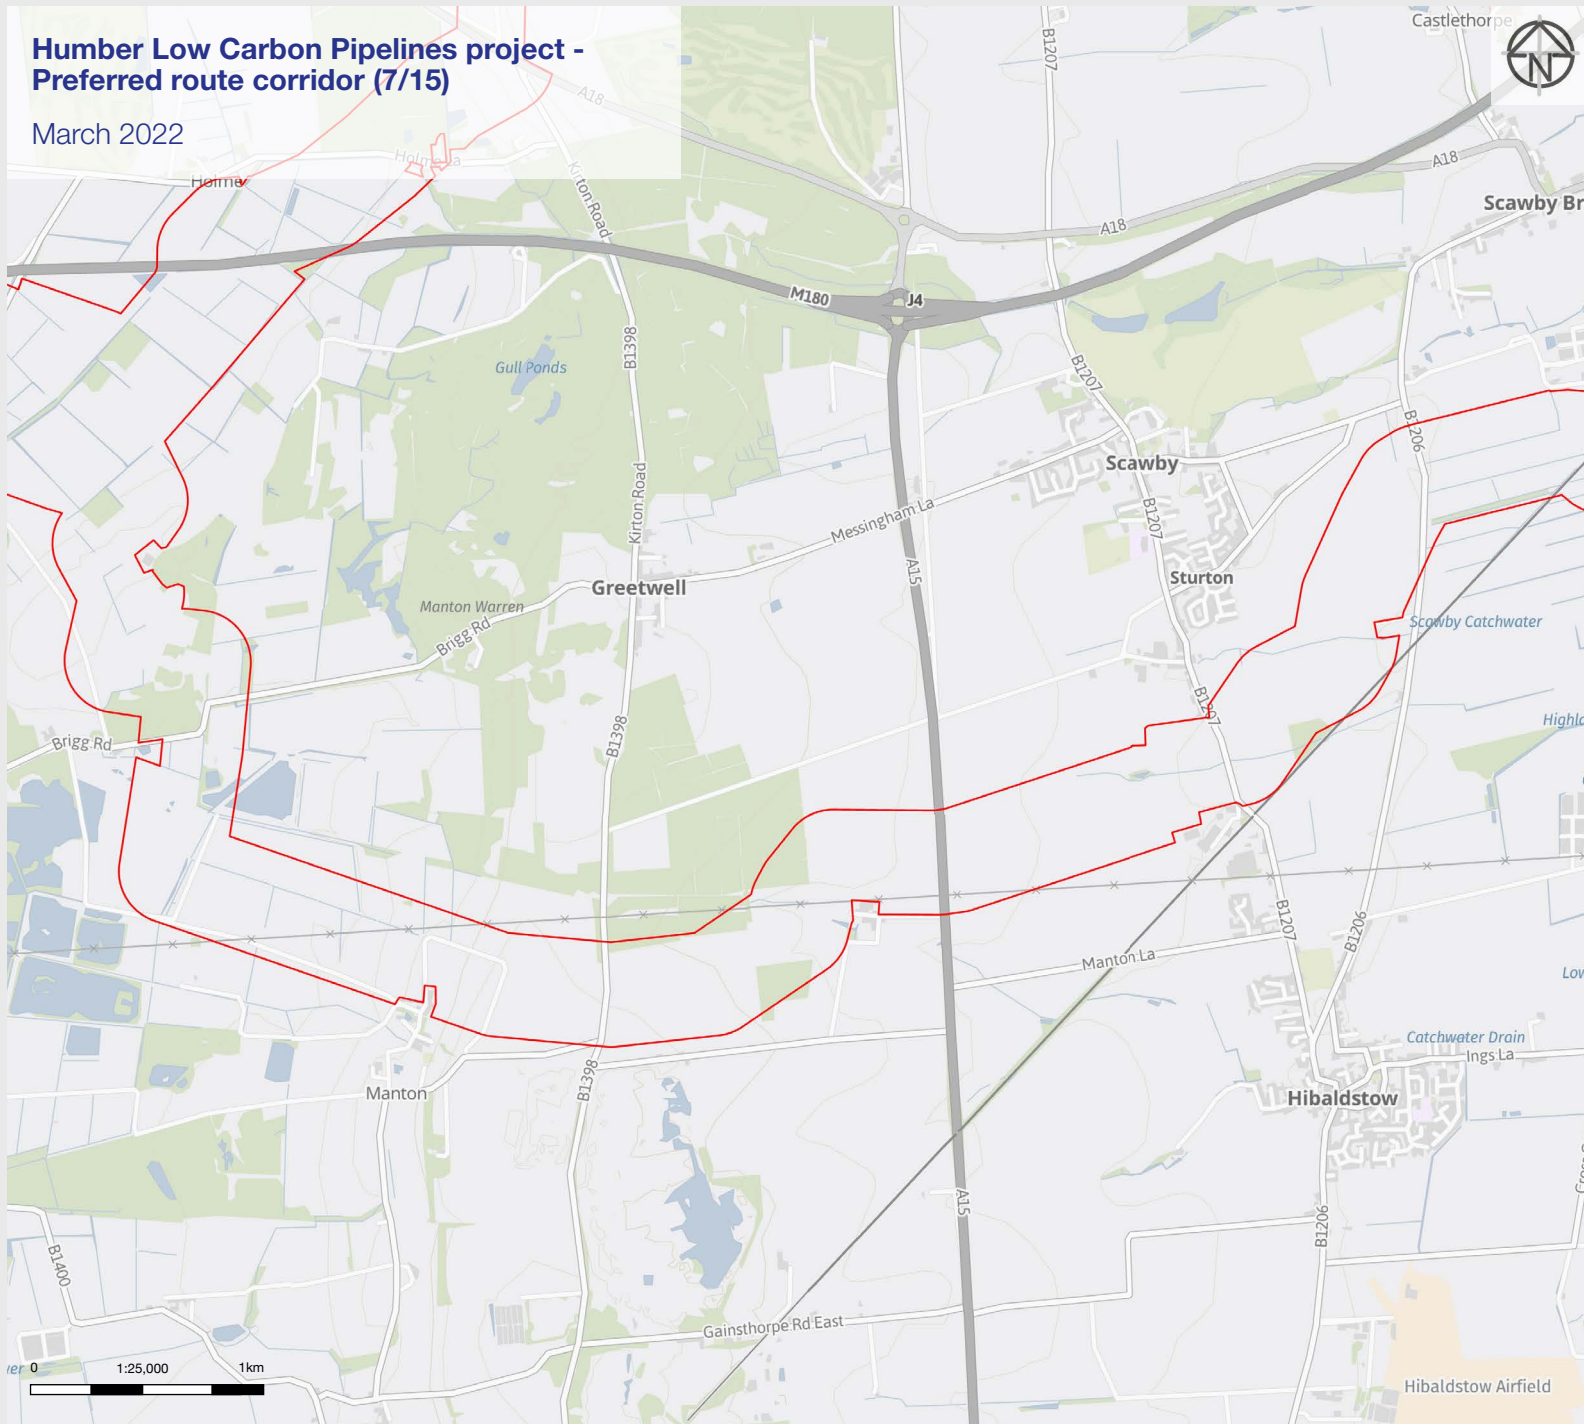 Humber Low Carbon Pipelines project -
Preferred route corridor (7/15)
March 2022
N
Castlethorpe
B1207
A18
Holme La
Holme
Kirton Road
A18
A18
Scawby Br
M180
J4
Gull Ponds
B1398
B1207
B1206
Scawby
Kirton Road
Messingham La
B1207
A15
Sturton
Greetwell
Manton Warren
Brigg Rd
Scawby Catchwater
B1207
Highla
B1398
Brigg Rd
B1207
B1206
Manton La
Low
Catchwater Drain
Ings La
B1398
Manton
Hibaldstow
A15
B1206
B1400
Gainsthorpe Rd East
0
1:25,000
1km
Hibaldstow Airfield